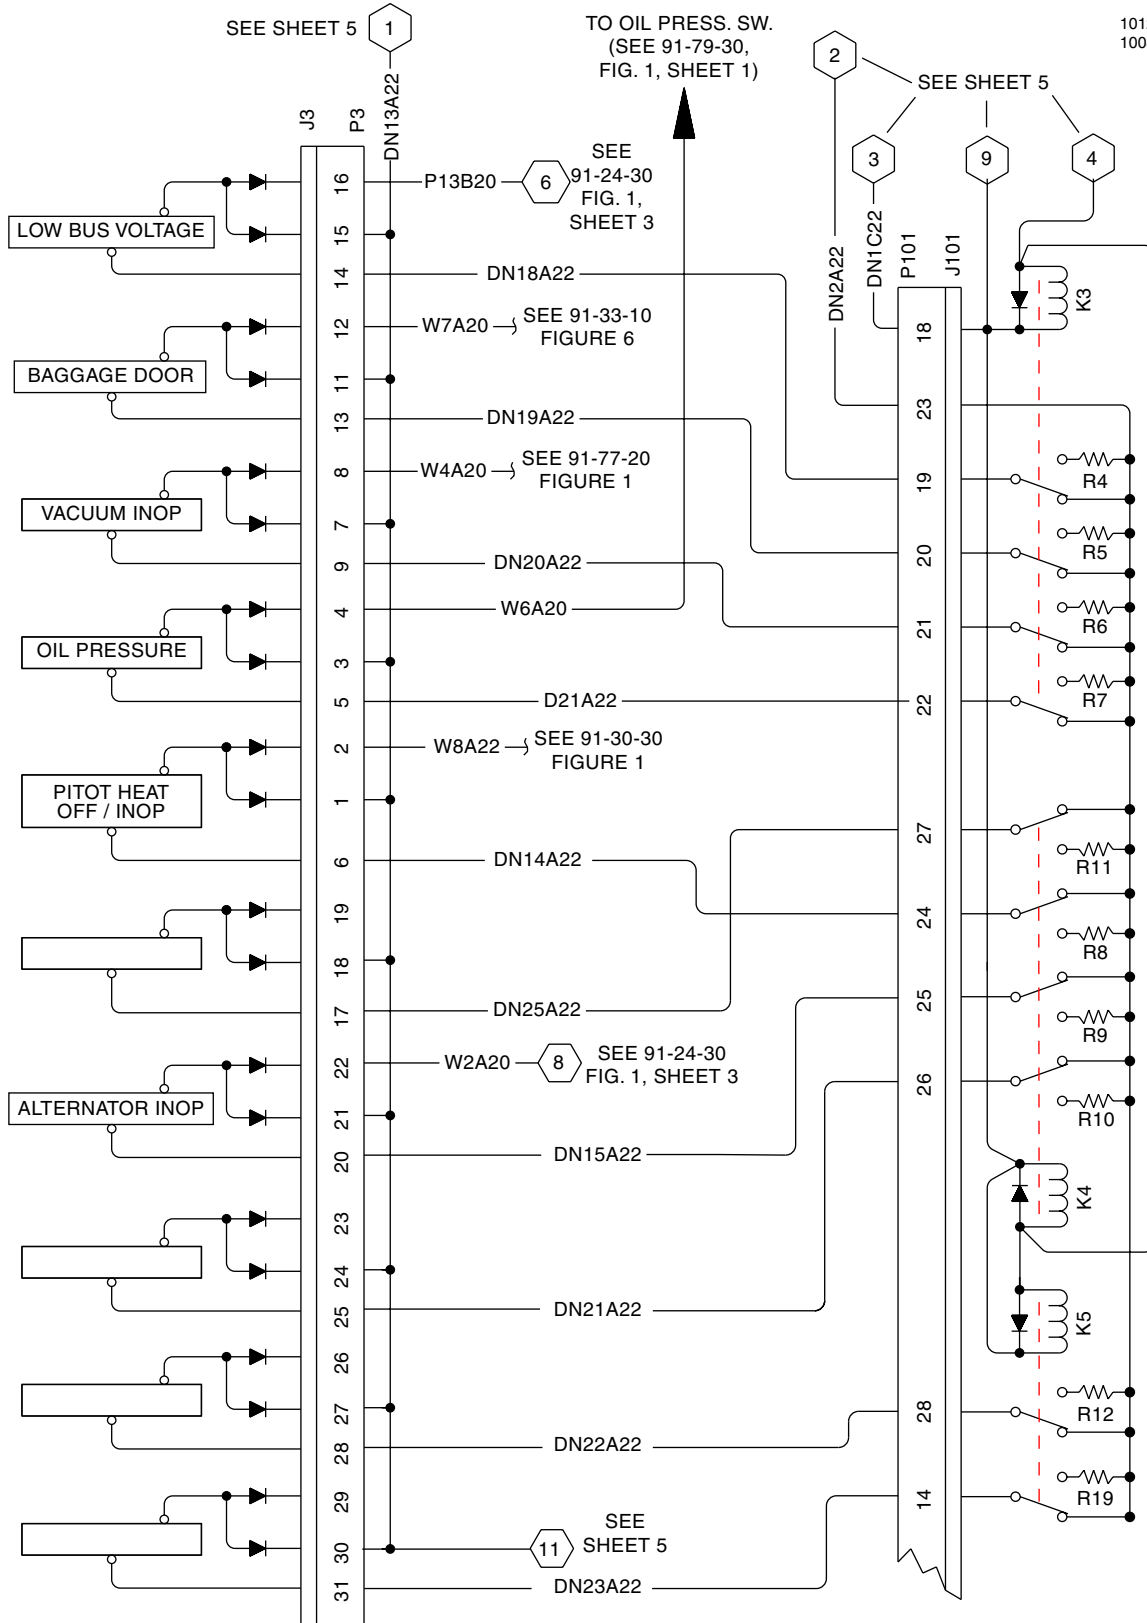 SEE SHEET 5
1
TO OIL PRESS. SW.
(SEE 91-79-30,
FIG. 1, SHEET 1)
2
SEE SHEET 5
3
9
4
101
100
J3
P3
DN13A22
DN2A22
DN1C22
P101
J101
K3
LOW BUS VOLTAGE
16
P13B20
6
SEE
91-24-30
FIG. 1,
SHEET 3
15
14
DN18A22
18
BAGGAGE DOOR
12
W7A20
SEE 91-33-10
FIGURE 6
11
13
DN19A22
23
VACUUM INOP
8
W4A20
SEE 91-77-20
FIGURE 1
7
9
DN20A22
19
R4
20
R5
OIL PRESSURE
4
W6A20
3
5
D21A22
21
R6
22
R7
PITOT HEAT
OFF / INOP
2
W8A22
SEE 91-30-30
FIGURE 1
1
6
DN14A22
27
R11
24
R8
19
18
17
DN25A22
25
R9
ALTERNATOR INOP
22
W2A20
8
SEE 91-24-30
FIG. 1, SHEET 3
21
20
DN15A22
26
R10
K4
23
24
25
DN21A22
K5
26
27
28
DN22A22
28
R12
29
30
11
SEE
SHEET 5
31
DN23A22
14
R19